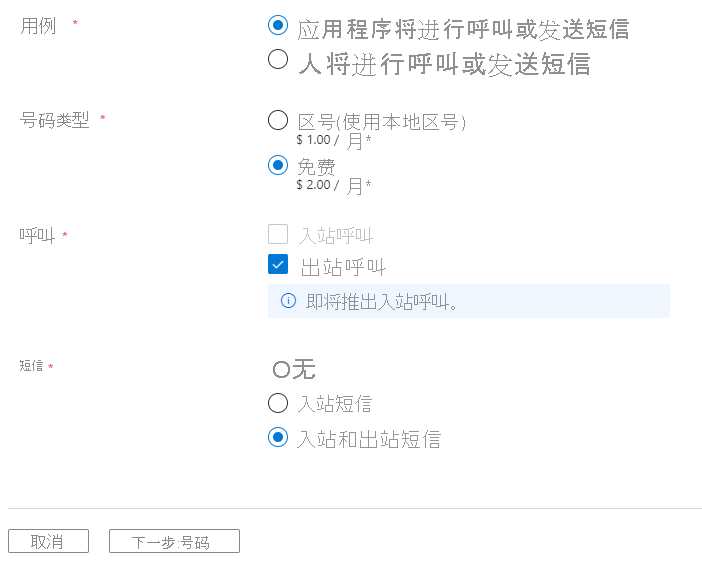 用例 *
应用程序将进行呼叫或发送短信
人将进行呼叫或发送短信
号码类型 *
区号(使用本地区号)
$ 1.00 / 月*
免费
$ 2.00 / 月*
呼叫 *
入站呼叫
出站呼叫
即将推出入站呼叫。
短信 *
O无
入站短信
入站和出站短信
取消
下一步:号码